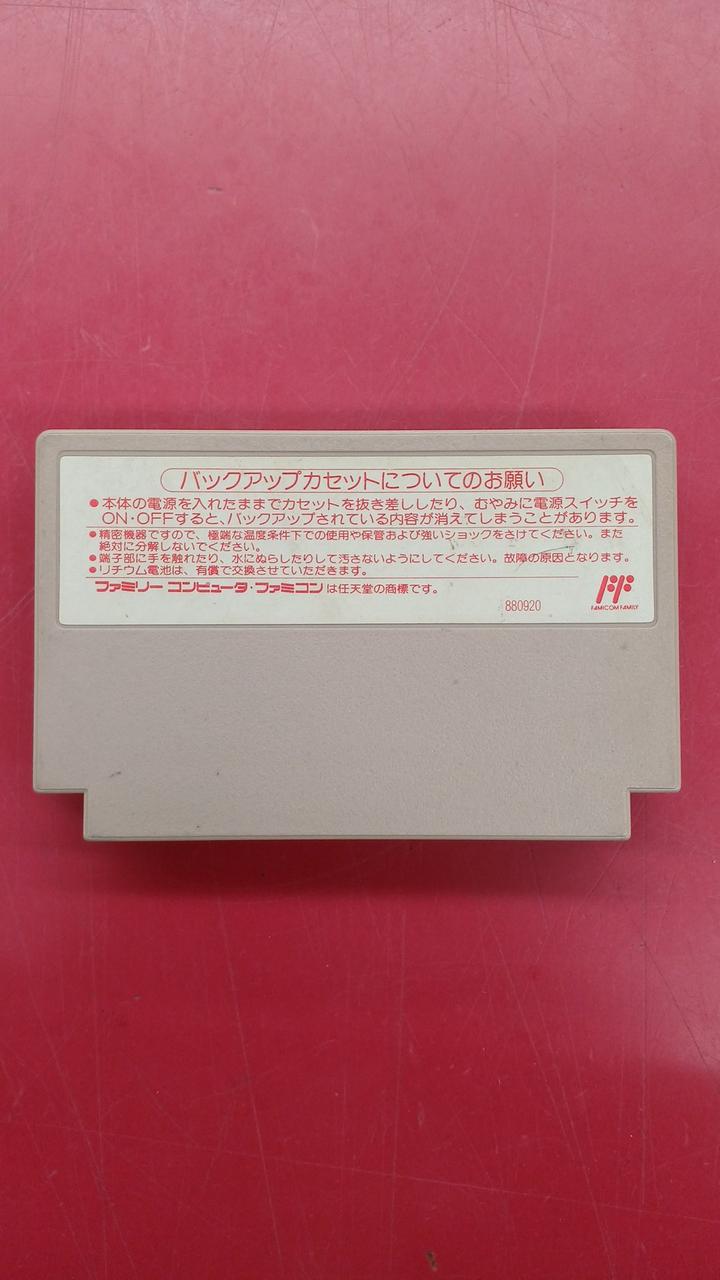 バックアップカセットについてのお願い
●本体の電源を入れたままでカセットを抜き差ししたり、むやみに電源スイッチを
ON・OFFすると、バックアップされている内容が消えてしまうことがあります。
●精密機器ですので、極端な温度条件下での使用や保管および強いショックをさけてください。また
絶対に分解しないでください。
●端子部に手を触れたり、水にぬらしたりして汚さないようにしてください。故障の原因となります。
●リチウム電池は、有償で交換させていただきます。
ファミリーコンピュータ・ファミコンは任天堂の商標です。
880920
FAMICOM FAMILY